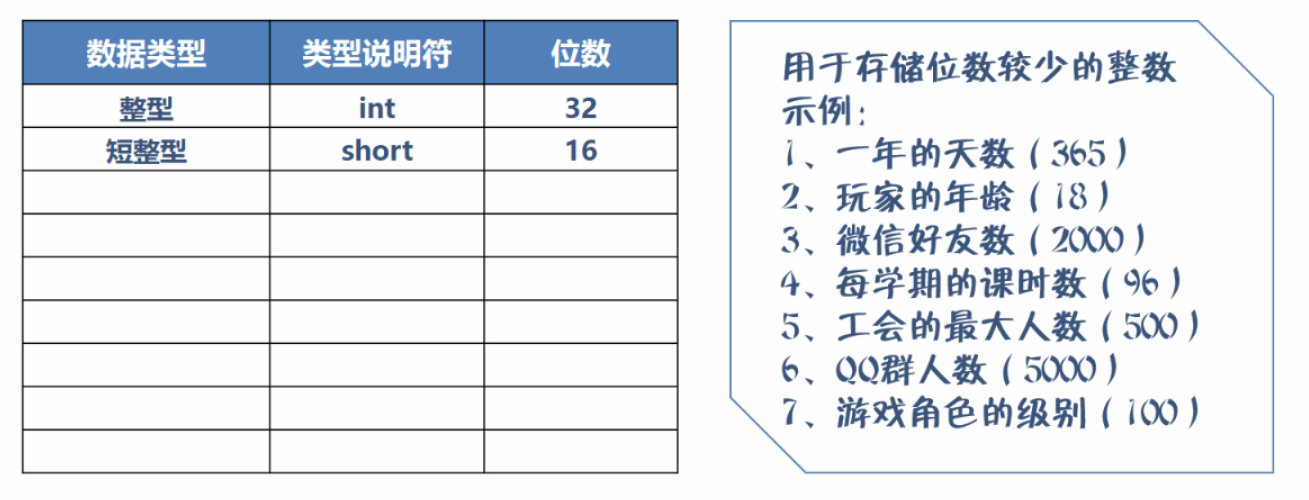 数据类型 类型说明符 位数
整型 int 32
短整型 short 16
用于存储位数较少的整数
示例：
1、一年的天数（365）
2、玩家的年龄（18）
3、微信好友数（2000）
4、每学期的课时数（96）
5、工会的最大人数（500）
6、QQ群人数（5000）
7、游戏角色的级别（100）